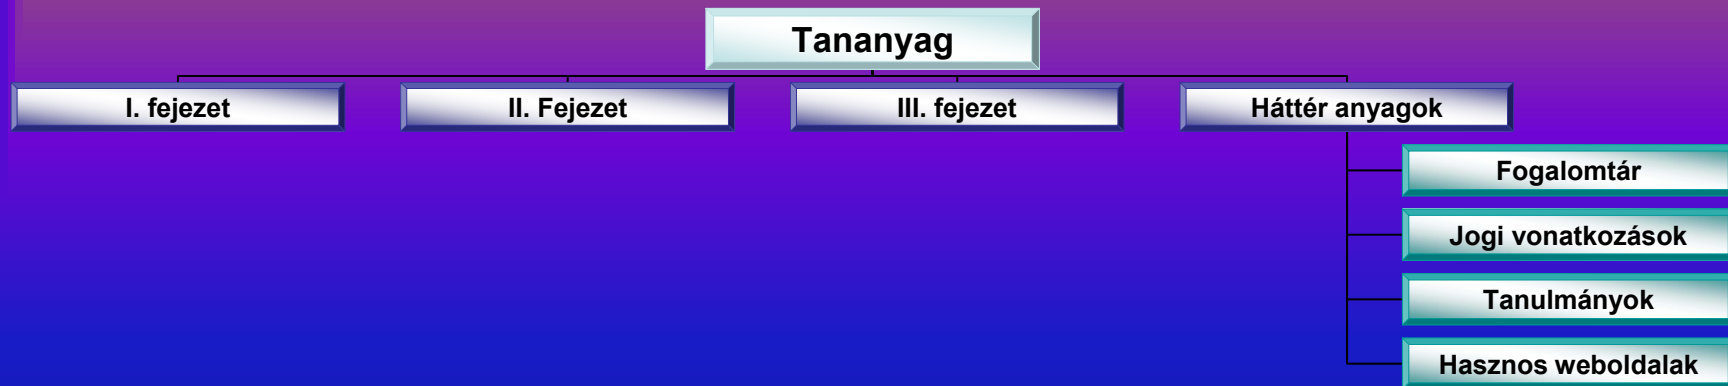 Tananyag
I. fejezet
II. Fejezet
III. fejezet
Háttér anyagok
Fogalomtár
Jogi vonatkozások
Tanulmányok
Hasznos weboldalak